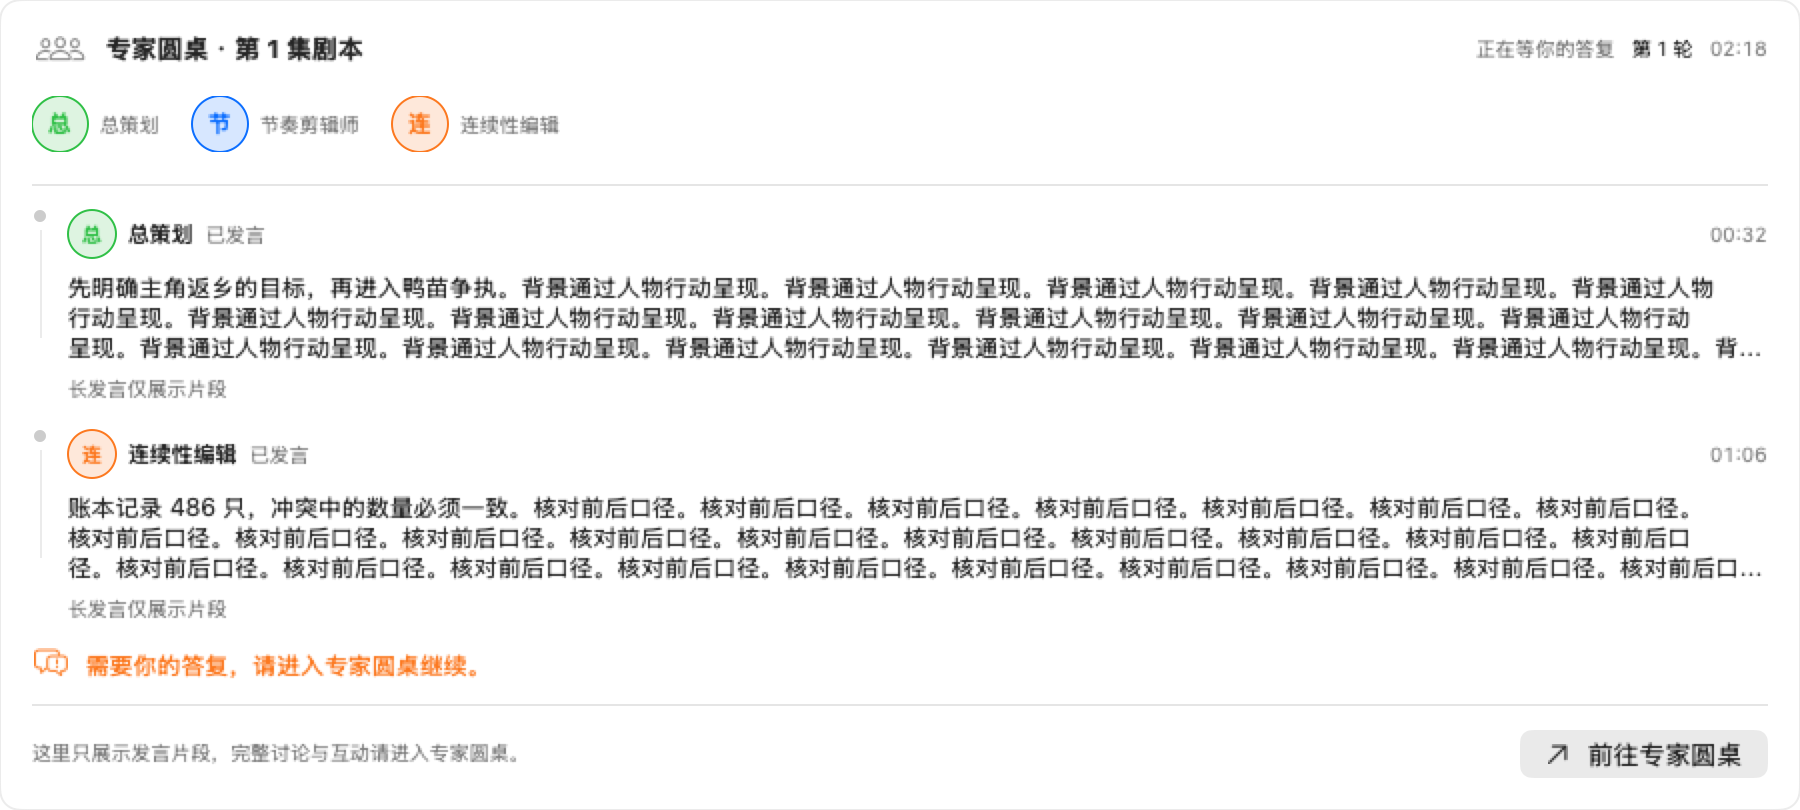 专家圆桌 · 第 1 集剧本
正在等你的答复 第 1 轮 02:18
总 总策划 节 节奏剪辑师 连 连续性编辑
总 总策划 已发言 00:32
先明确主角返乡的目标，再进入鸭苗争执。背景通过人物行动呈现。背景通过人物行动呈现。背景通过人物行动呈现。背景通过人物行动呈现。背景通过人物
行动呈现。背景通过人物行动呈现。背景通过人物行动呈现。背景通过人物行动呈现。背景通过人物行动呈现。背景通过人物行动呈现。背景通过人物行动
呈现。背景通过人物行动呈现。背景通过人物行动呈现。背景通过人物行动呈现。背景通过人物行动呈现。背景通过人物行动呈现。背景通过人物行动呈现。背…
长发言仅展示片段
连 连续性编辑 已发言 01:06
账本记录 486 只，冲突中的数量必须一致。核对前后口径。核对前后口径。核对前后口径。核对前后口径。核对前后口径。核对前后口径。核对前后口径。
核对前后口径。核对前后口径。核对前后口径。核对前后口径。核对前后口径。核对前后口径。核对前后口径。核对前后口径。核对前后口径。核对前后口
径。核对前后口径。核对前后口径。核对前后口径。核对前后口径。核对前后口径。核对前后口径。核对前后口径。核对前后口径。核对前后口径。核对前后口…
长发言仅展示片段
需要你的答复，请进入专家圆桌继续。
这里只展示发言片段，完整讨论与互动请进入专家圆桌。
前往专家圆桌